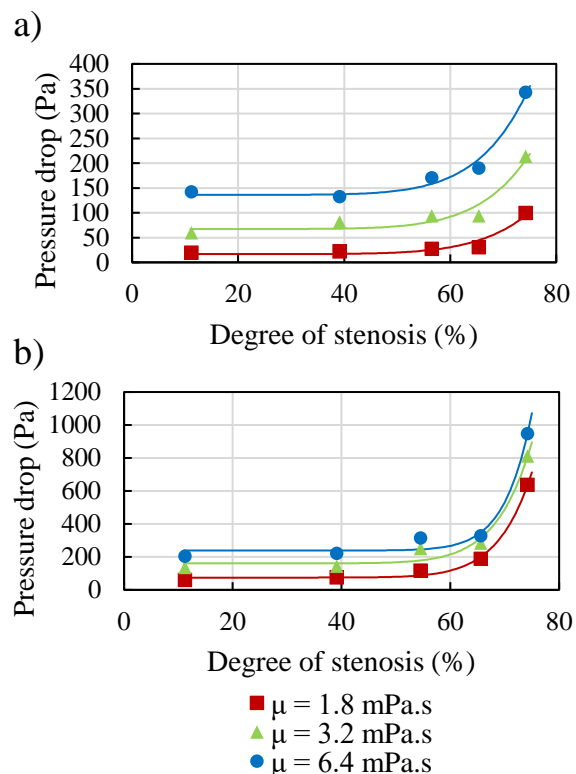 a)
Pressure drop (Pa)
400
350
300
250
200
150
100
50
0
0 20 40 60 80
Degree of stenosis (%)
b)
Pressure drop (Pa)
1200
1000
800
600
400
200
0
0 20 40 60 80
Degree of stenosis (%)
μ = 1.8 mPa.s
μ = 3.2 mPa.s
μ = 6.4 mPa.s